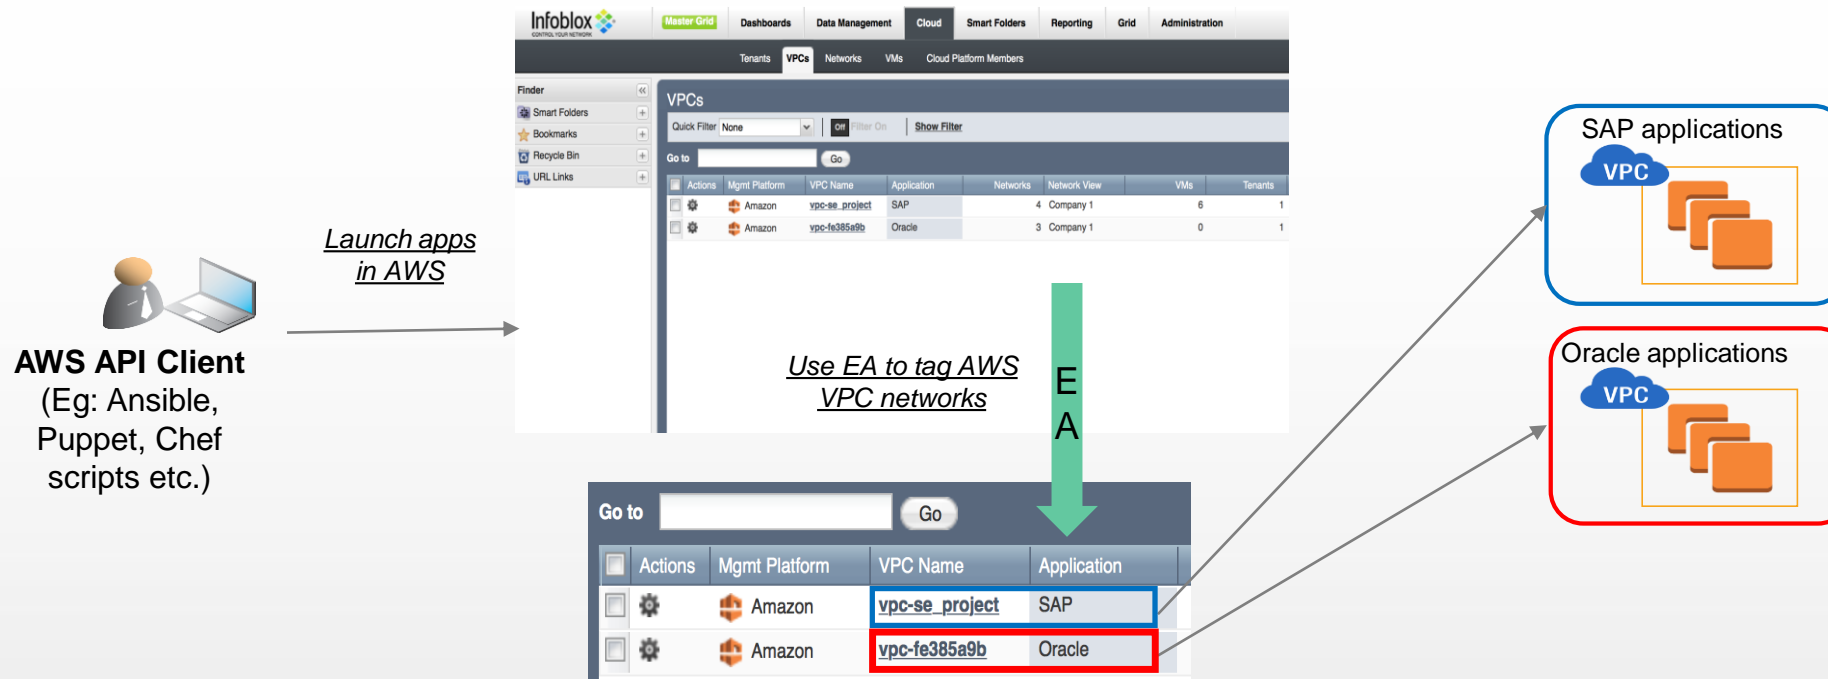 Infoblox
CONTROL YOUR NETWORK
Master Grid Dashboards Data Management Cloud Smart Folders Reporting Grid Administration
Tenants VPCs Networks VMs Cloud Platform Members
Finder
Smart Folders
Bookmarks
Recycle Bin
URL Links
VPCs
Quick Filter None Off Filter On Show Filter
Go to Go
Actions Mgmt Platform VPC Name Application Networks Network View VMs Tenants
Amazon vpc-se_project SAP 4 Company 1 6 1
Amazon vpc-fe385a9b Oracle 3 Company 1 0 1
Launch apps
in AWS
AWS API Client
(Eg: Ansible,
Puppet, Chef
scripts etc.)
Use EA to tag AWS
VPC networks
E
A
Go to Go
Actions Mgmt Platform VPC Name Application
Amazon vpc-se_project SAP
Amazon vpc-fe385a9b Oracle
SAP applications
VPC
Oracle applications
VPC